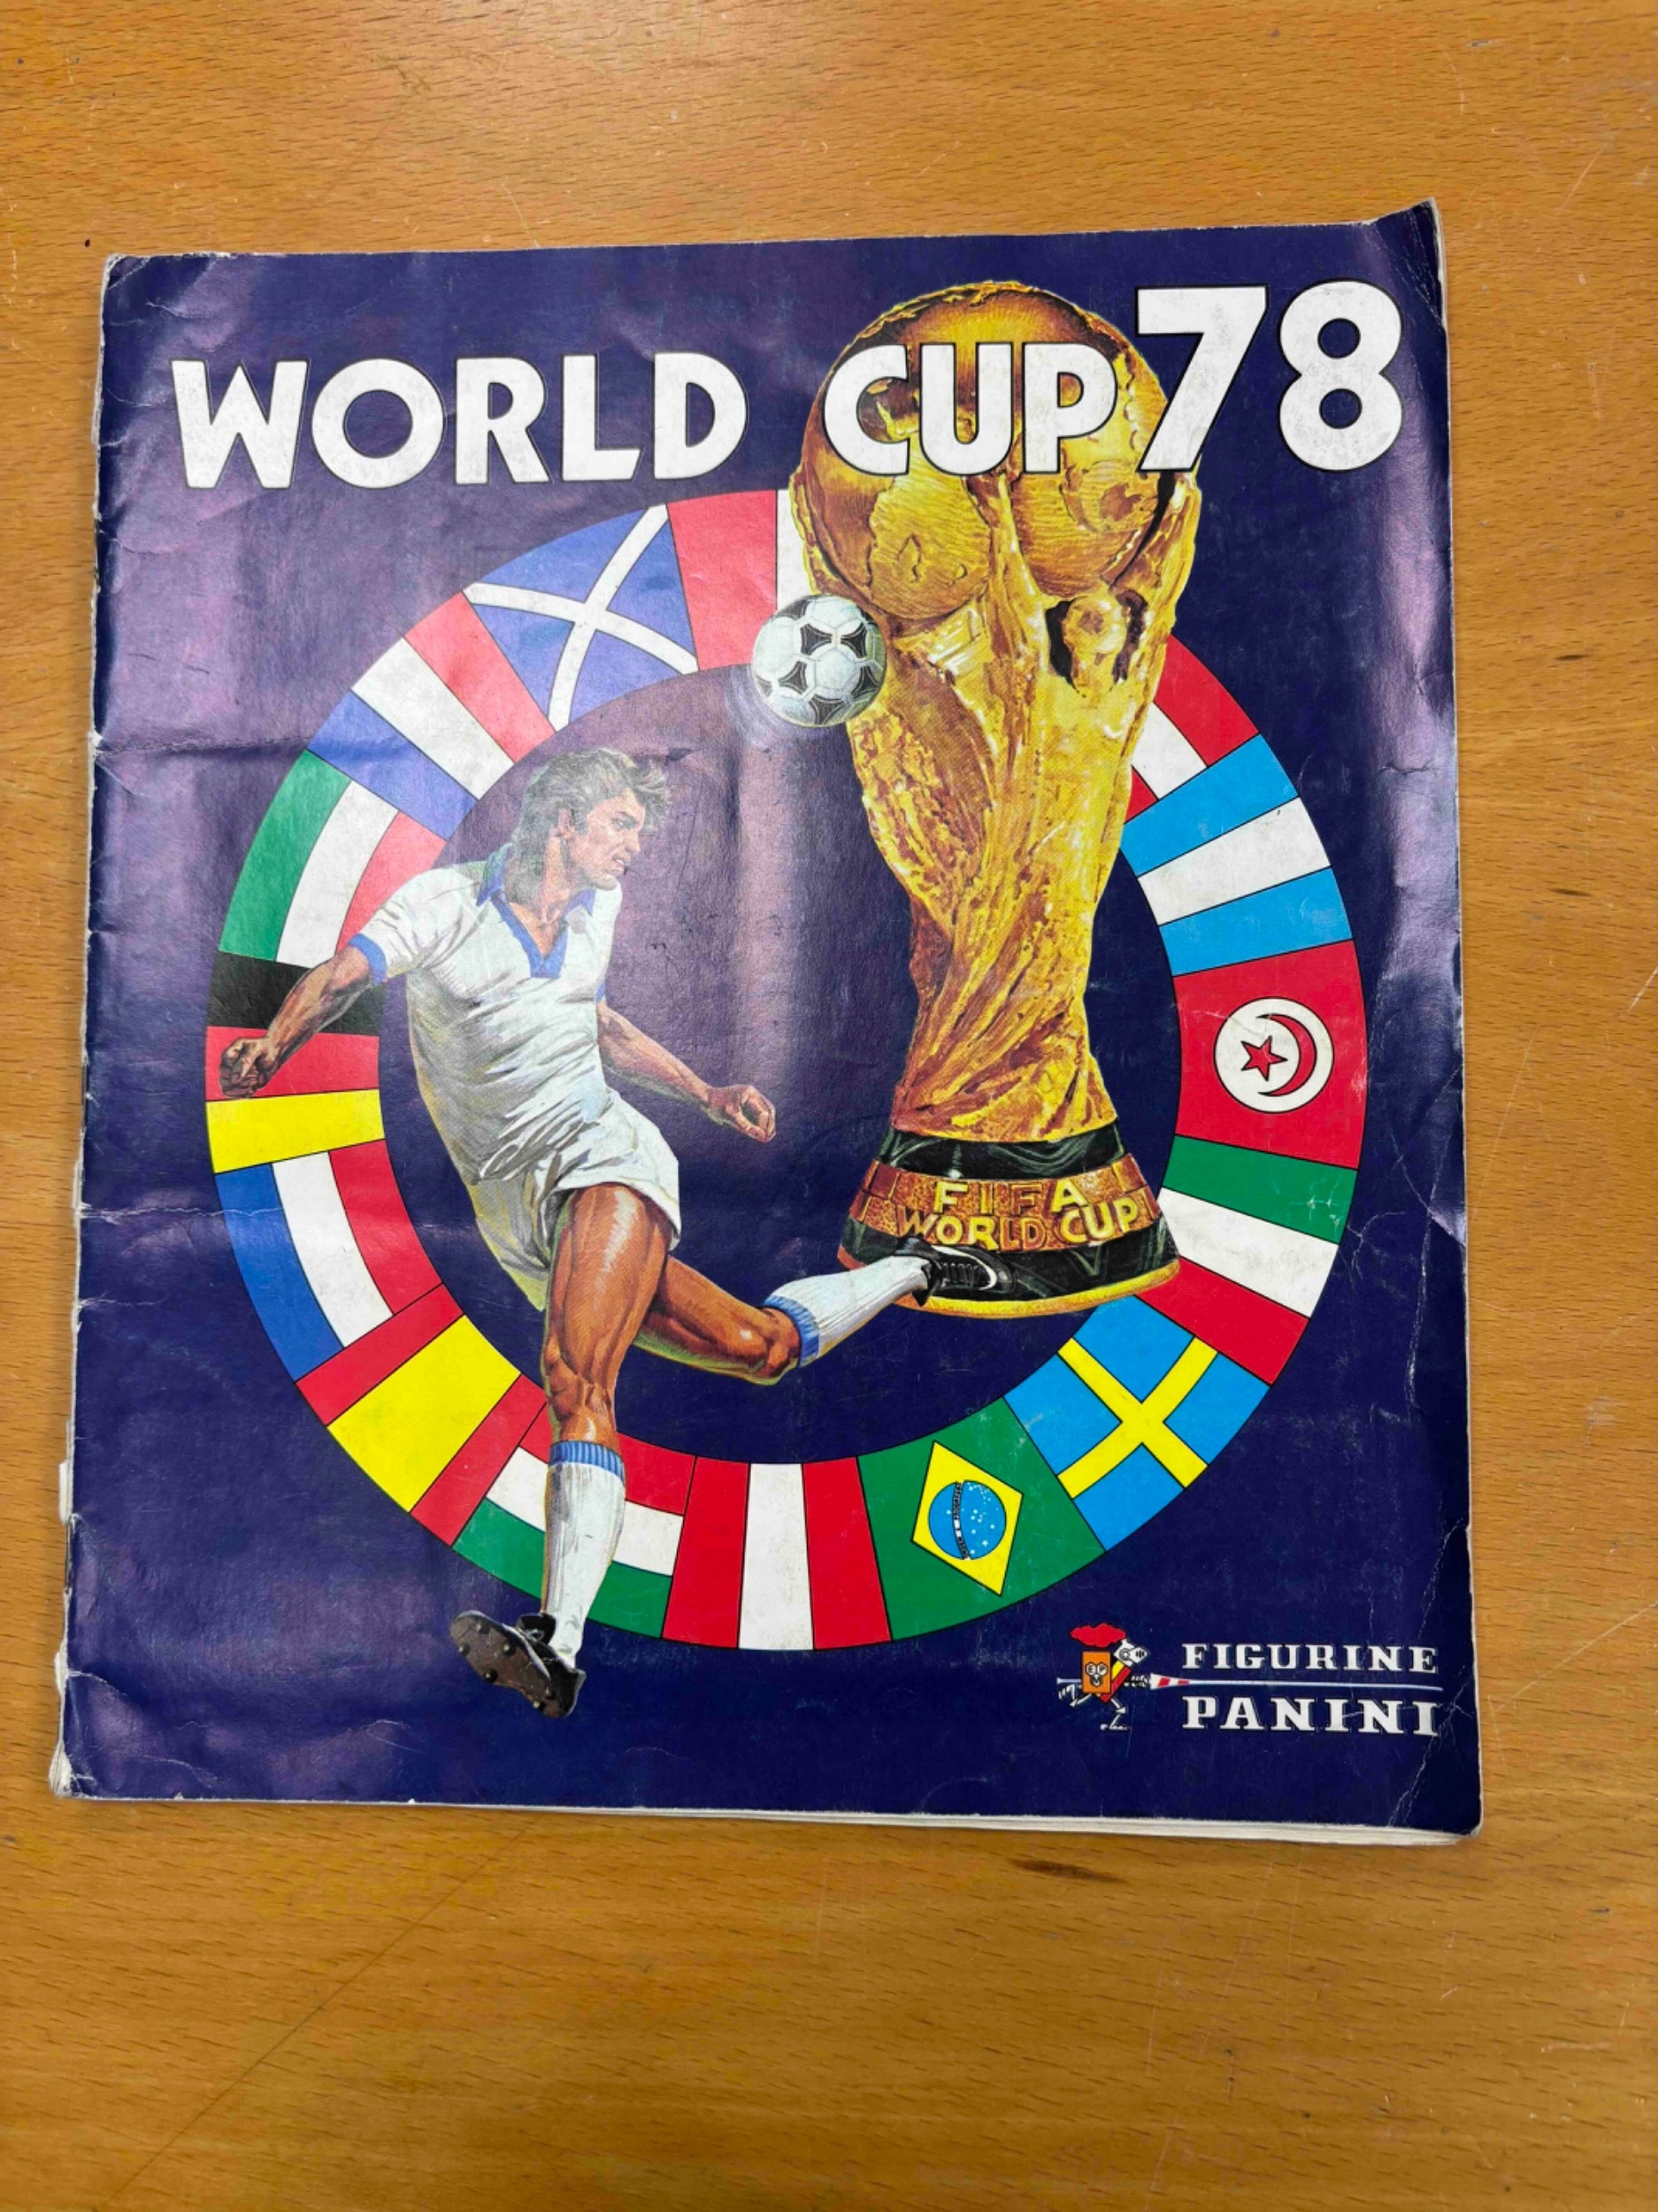 WORLD CUP 78
FIFA
WORLD CUP
FIGURINE
PANINI